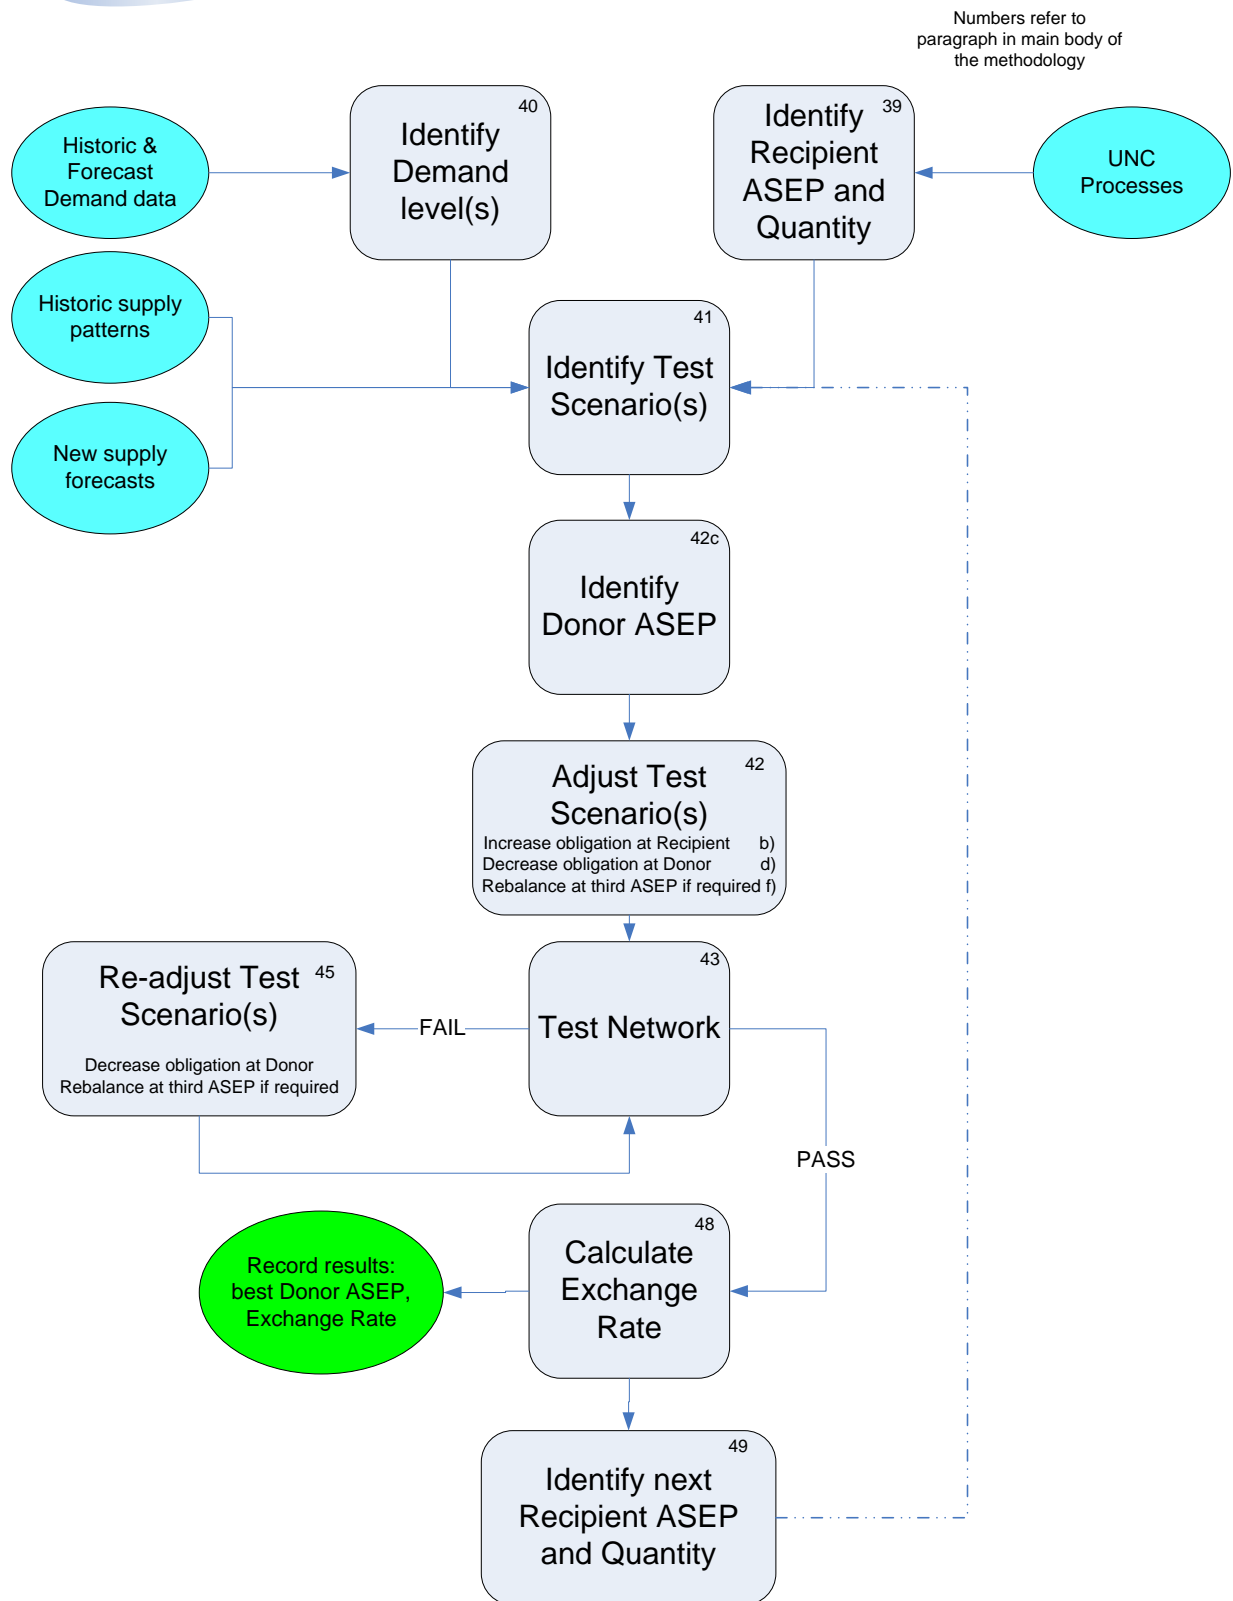 Numbers refer to
paragraph in main body of
the methodology
40
Identify
Demand
level(s)
39
Identify
Recipient
ASEP and
Quantity
Historic &
Forecast
Demand data
UNC
Processes
Historic supply
patterns
41
Identify Test
Scenario(s)
New supply
forecasts
42c
Identify
Donor ASEP
42
Adjust Test
Scenario(s)
Increase obligation at Recipient b)
Decrease obligation at Donor d)
Rebalance at third ASEP if required f)
45
Re-adjust Test
Scenario(s)
Decrease obligation at Donor
Rebalance at third ASEP if required
FAIL
43
Test Network
PASS
48
Calculate
Exchange
Rate
Record results:
best Donor ASEP,
Exchange Rate
49
Identify next
Recipient ASEP
and Quantity